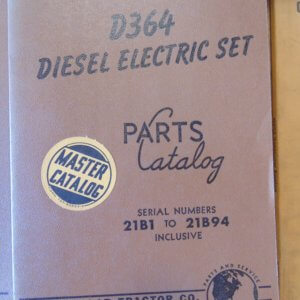 D364
DIESEL ELECTRIC SET
PARTS
Catalog
MASTER
CATALOG
SERIAL NUMBERS
21B1 TO 21B94
INCLUSIVE
PARTS AND SERVICE
TRACTOR CO.